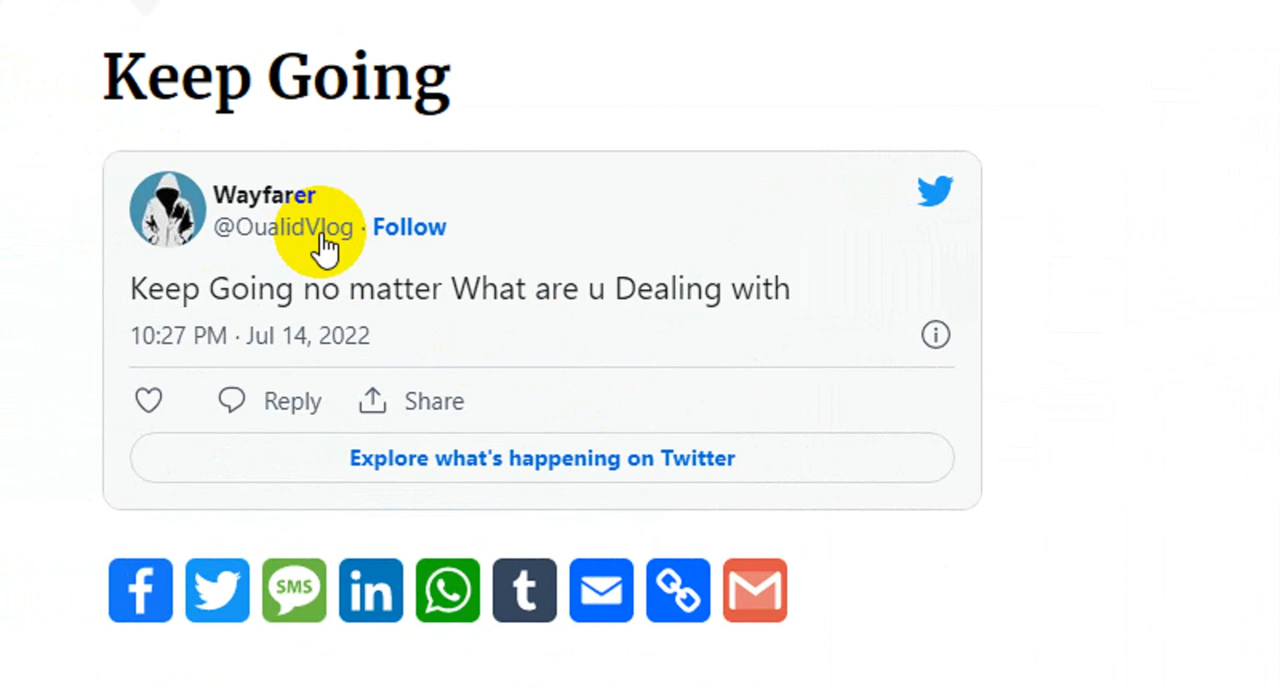 Keep Going
Wayfarer
@OualidVlog · Follow
Keep Going no matter What are u Dealing with
10:27 PM · Jul 14, 2022
Reply Share
Explore what's happening on Twitter
f SMS in t